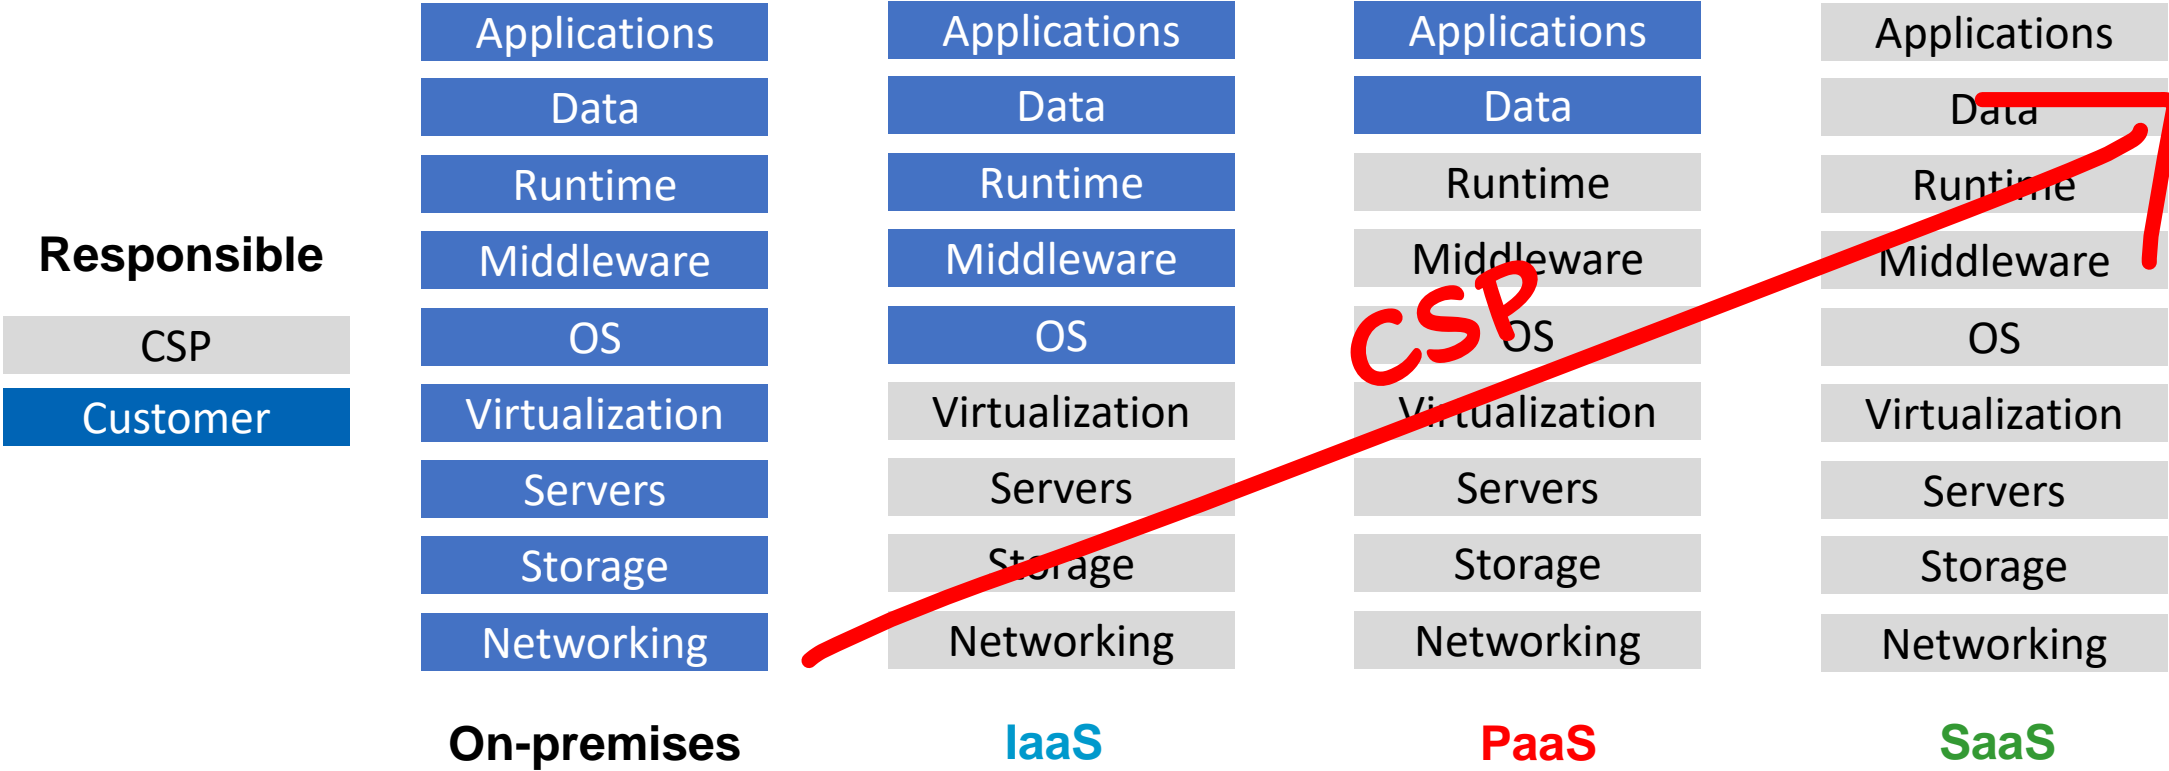 Applications Applications Applications Applications
Data Data Data Data
Runtime Runtime Runtime Runtime
Responsible Middleware Middleware Middleware Middleware
CSP
CSP OS OS OS OS
Customer Virtualization Virtualization Virtualization Virtualization
Servers Servers Servers Servers
Storage Storage Storage Storage
Networking Networking Networking Networking
On-premises IaaS PaaS SaaS